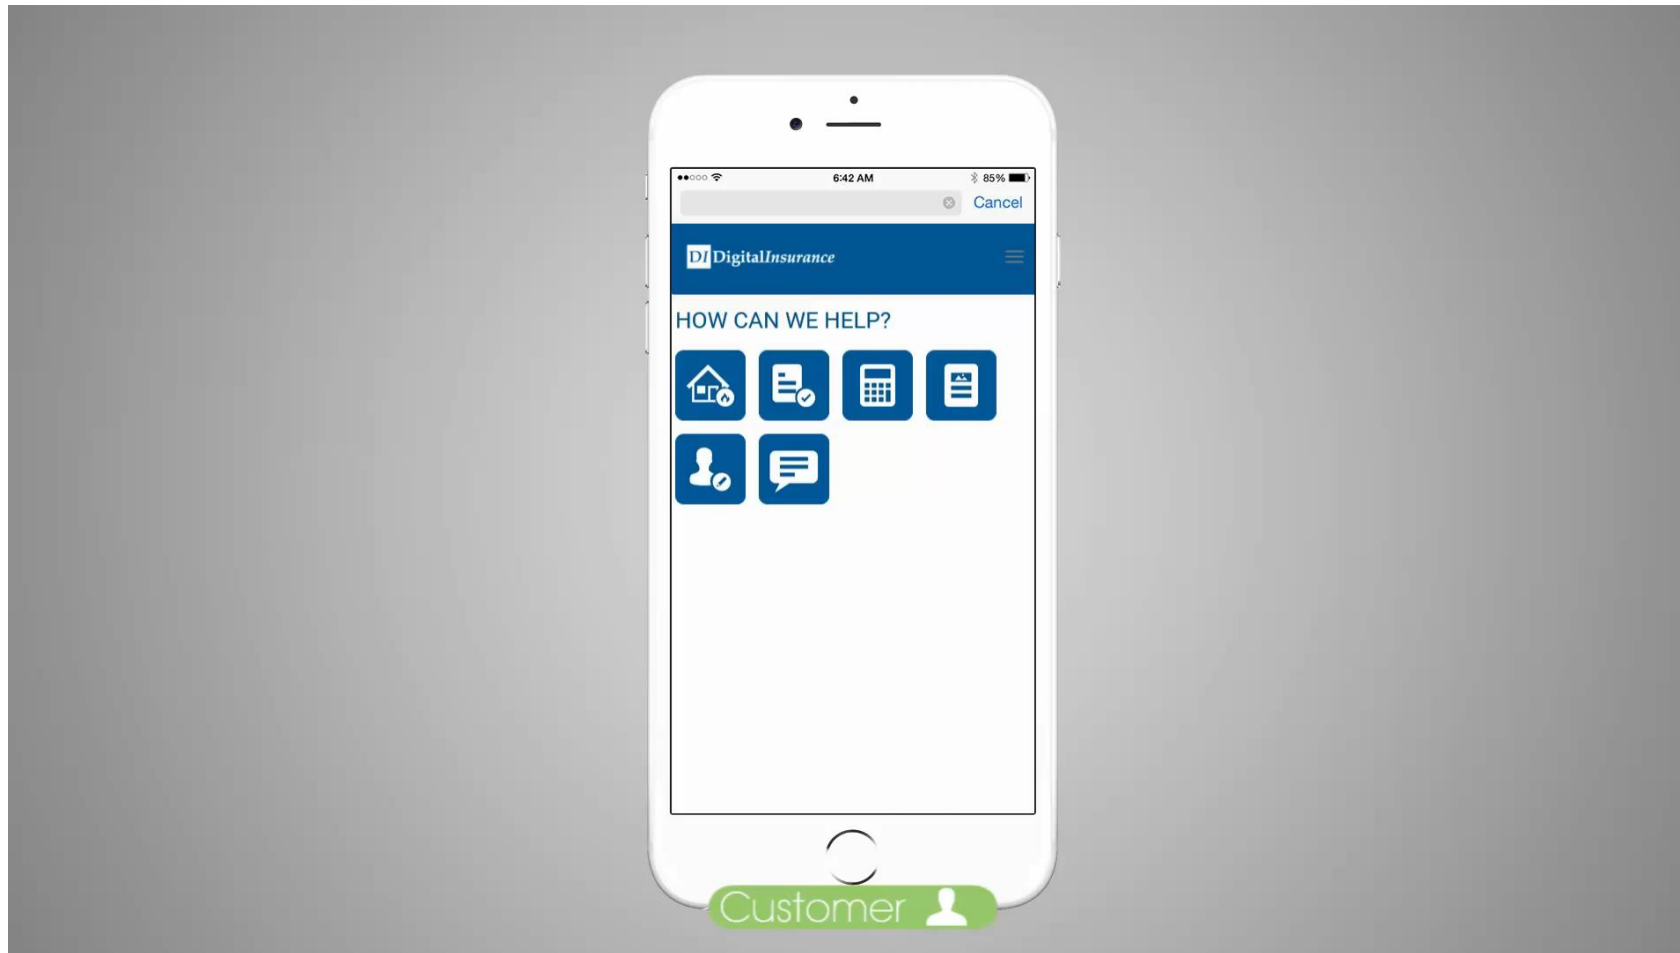 6:42 AM
85%
Cancel
DI DigitalInsurance
HOW CAN WE HELP?
Customer